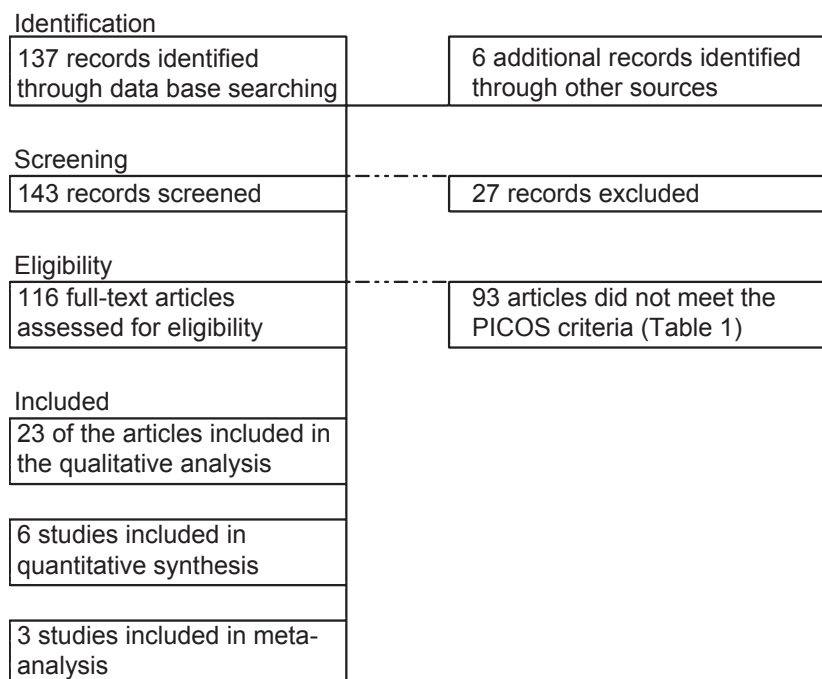 Identification
137 records identified
through data base searching
6 additional records identified
through other sources
Screening
143 records screened
27 records excluded
Eligibility
116 full-text articles
assessed for eligibility
93 articles did not meet the
PICOS criteria (Table 1)
Included
23 of the articles included in
the qualitative analysis
6 studies included in
quantitative synthesis
3 studies included in meta-
analysis